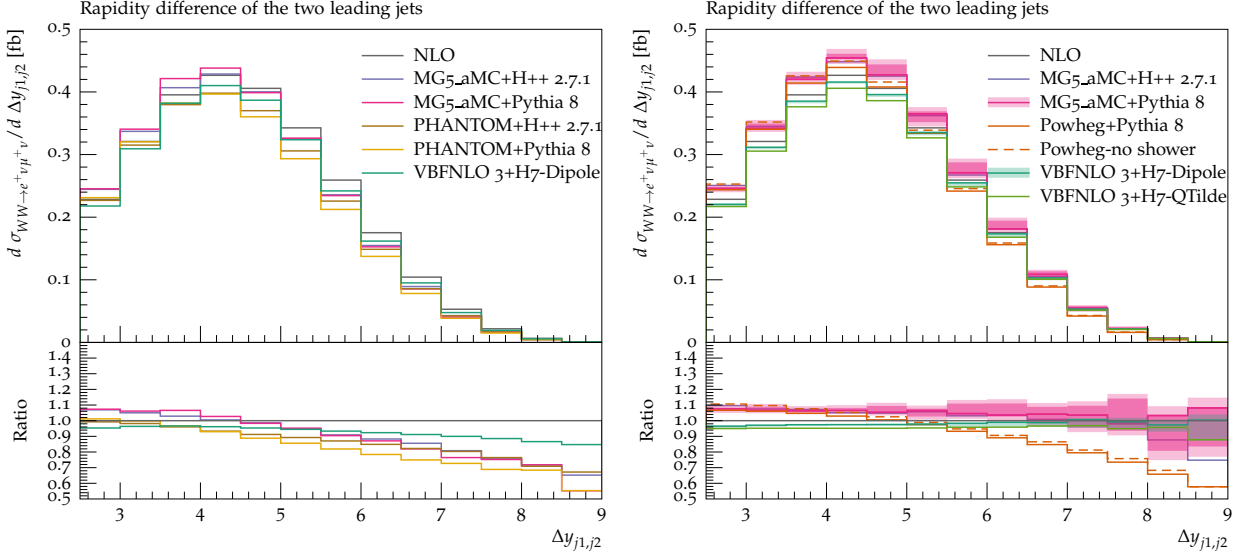 Rapidity difference of the two leading jets
d σ_{WW→e⁺νμ⁺ν} / d Δy_{j1,j2} [fb]
0.5
0.4
0.3
0.2
0.1
0
NLO
MG5_aMC+H++ 2.7.1
MG5_aMC+Pythia 8
PHANTOM+H++ 2.7.1
PHANTOM+Pythia 8
VBFNLO 3+H7-Dipole
Ratio
1.4
1.3
1.2
1.1
1.0
0.9
0.8
0.7
0.6
0.5
3 4 5 6 7 8 9
Δy_{j1,j2}
Rapidity difference of the two leading jets
d σ_{WW→e⁺νμ⁺ν} / d Δy_{j1,j2} [fb]
0.5
0.4
0.3
0.2
0.1
0
NLO
MG5_aMC+H++ 2.7.1
MG5_aMC+Pythia 8
Powheg+Pythia 8
Powheg-no shower
VBFNLO 3+H7-Dipole
VBFNLO 3+H7-QTilde
Ratio
1.4
1.3
1.2
1.1
1.0
0.9
0.8
0.7
0.6
0.5
3 4 5 6 7 8 9
Δy_{j1,j2}